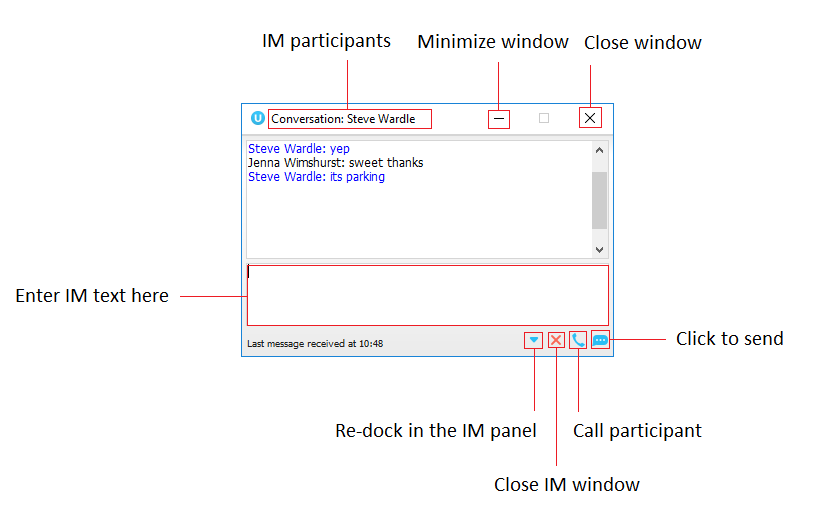 IM participants
Minimize window
Close window
U
Conversation: Steve Wardle
Steve Wardle: yep
Jenna Wimshurst: sweet thanks
Steve Wardle: its parking
Enter IM text here
Last message received at 10:48
Click to send
Re-dock in the IM panel
Call participant
Close IM window